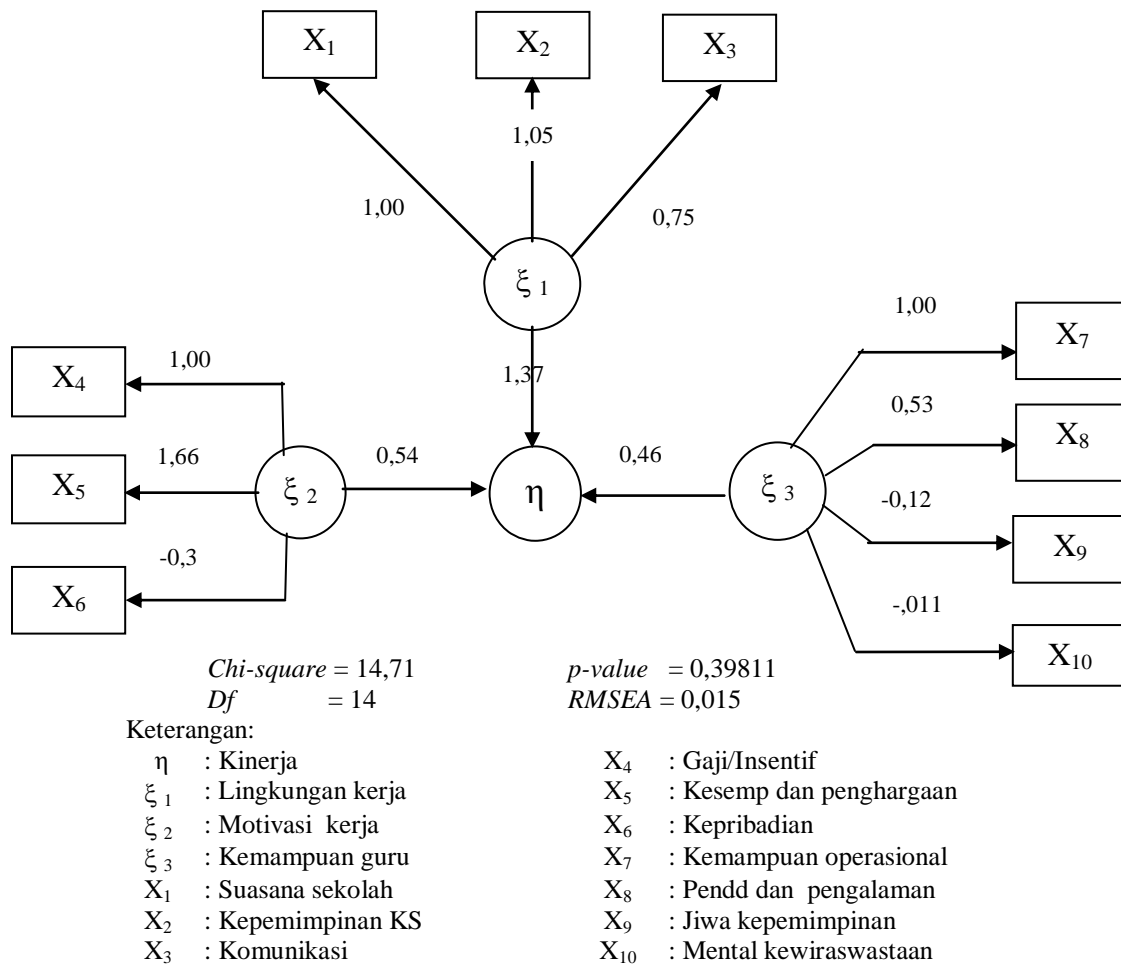 X1 X2 X3
1,05
1,00 0,75
ξ 1
1,00
X7
1,00
X4
1,37
0,53
X8
1,66 0,54 0,46
X5 ξ 2 η ξ 3
-0,12
X9
-0,3
X6
-,011
X10
Chi-square = 14,71 p-value = 0,39811
Df = 14 RMSEA = 0,015
Keterangan:
η : Kinerja X4 : Gaji/Insentif
ξ 1 : Lingkungan kerja X5 : Kesemp dan penghargaan
ξ 2 : Motivasi kerja X6 : Kepribadian
ξ 3 : Kemampuan guru X7 : Kemampuan operasional
X1 : Suasana sekolah X8 : Pendd dan pengalaman
X2 : Kepemimpinan KS X9 : Jiwa kepemimpinan
X3 : Komunikasi X10 : Mental kewiraswastaan